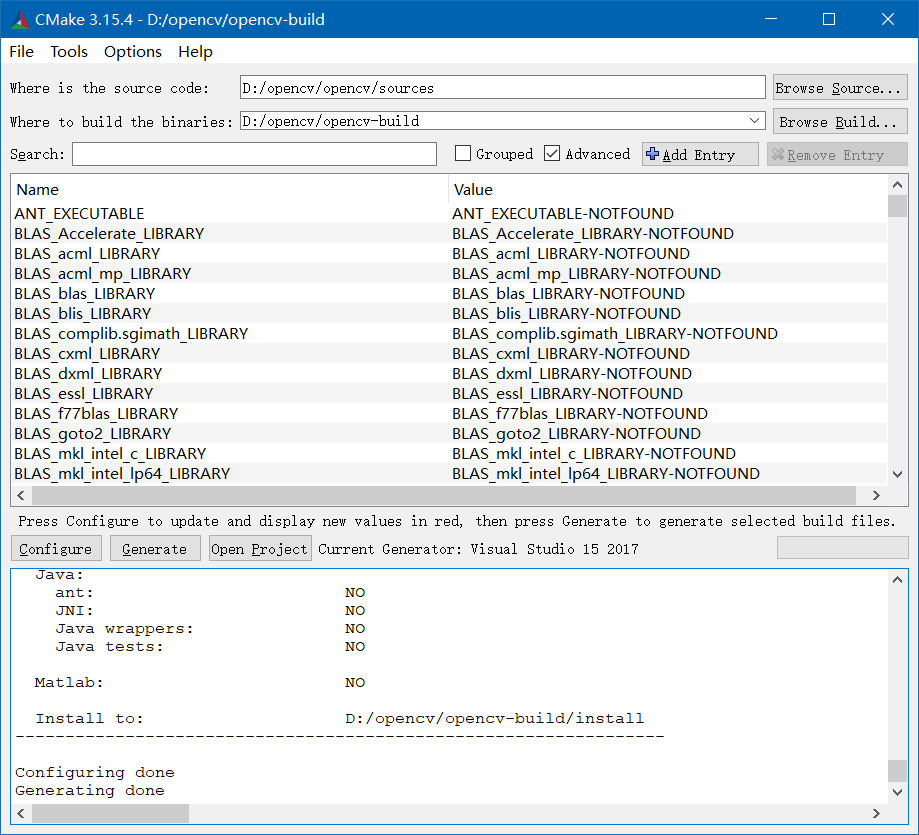 CMake 3.15.4 - D:/opencv/opencv-build
File Tools Options Help
Where is the source code: D:/opencv/opencv/sources Browse Source...
Where to build the binaries: D:/opencv/opencv-build Browse Build...
Search: Grouped Advanced Add Entry Remove Entry
Name Value
ANT_EXECUTABLE ANT_EXECUTABLE-NOTFOUND
BLAS_Accelerate_LIBRARY BLAS_Accelerate_LIBRARY-NOTFOUND
BLAS_acml_LIBRARY BLAS_acml_LIBRARY-NOTFOUND
BLAS_acml_mp_LIBRARY BLAS_acml_mp_LIBRARY-NOTFOUND
BLAS_blas_LIBRARY BLAS_blas_LIBRARY-NOTFOUND
BLAS_blis_LIBRARY BLAS_blis_LIBRARY-NOTFOUND
BLAS_complib.sgimath_LIBRARY BLAS_complib.sgimath_LIBRARY-NOTFOUND
BLAS_cxml_LIBRARY BLAS_cxml_LIBRARY-NOTFOUND
BLAS_dxml_LIBRARY BLAS_dxml_LIBRARY-NOTFOUND
BLAS_essl_LIBRARY BLAS_essl_LIBRARY-NOTFOUND
BLAS_f77blas_LIBRARY BLAS_f77blas_LIBRARY-NOTFOUND
BLAS_goto2_LIBRARY BLAS_goto2_LIBRARY-NOTFOUND
BLAS_mkl_intel_c_LIBRARY BLAS_mkl_intel_c_LIBRARY-NOTFOUND
BLAS_mkl_intel_lp64_LIBRARY BLAS_mkl_intel_lp64_LIBRARY-NOTFOUND
Press Configure to update and display new values in red, then press Generate to generate selected build files.
Configure Generate Open Project Current Generator: Visual Studio 15 2017
Java:
ant: NO
JNI: NO
Java wrappers: NO
Java tests: NO
Matlab: NO
Install to: D:/opencv/opencv-build/install
-----------------------------------------------------------------
Configuring done
Generating done